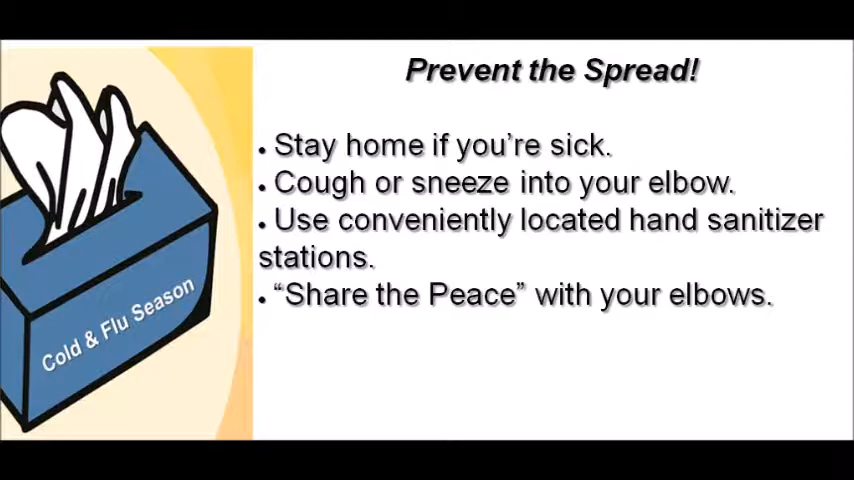 Prevent the Spread!
• Stay home if you’re sick.
• Cough or sneeze into your elbow.
• Use conveniently located hand sanitizer
stations.
• “Share the Peace” with your elbows.
Cold & Flu Season